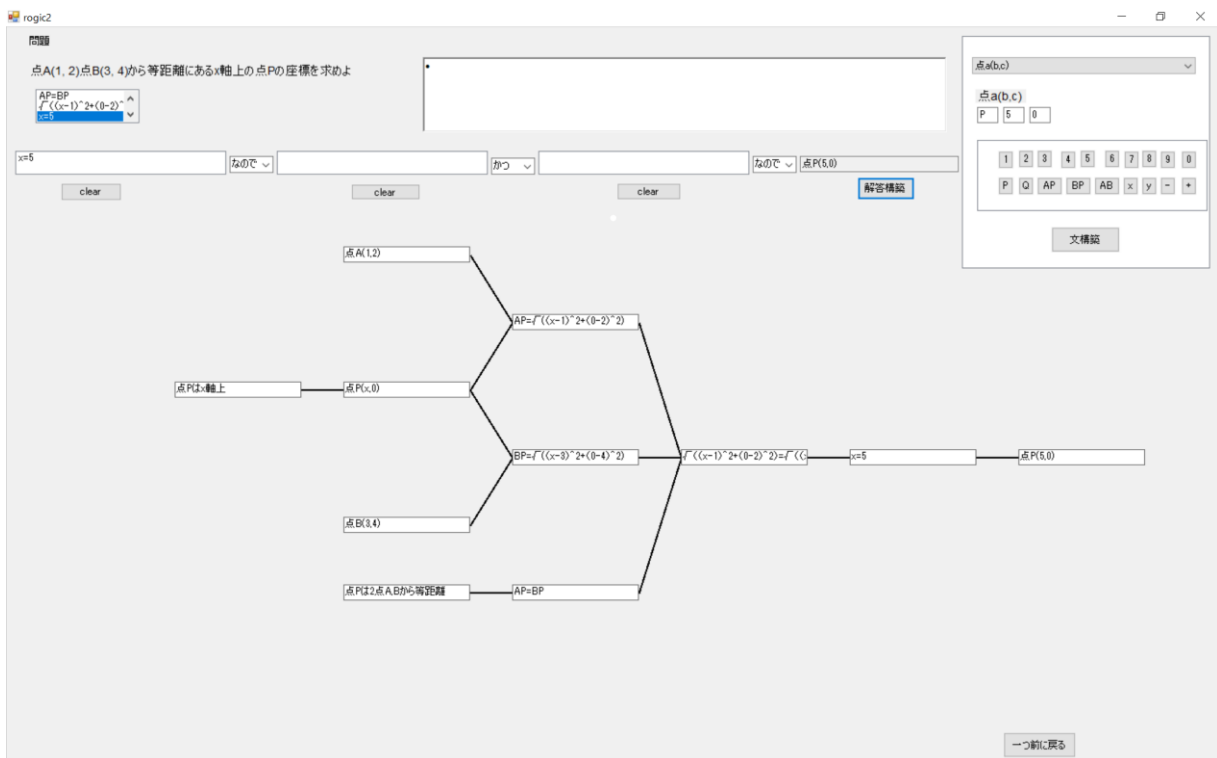 rogic2
問題
点A(1, 2)点B(3, 4)から等距離にあるx軸上の点Pの座標を求めよ
AP=BP
√((x-1)^2+(0-2)^
x=5
点a(b,c)
点a(b,c)
P 5 0
1 2 3 4 5 6 7 8 9 0
P Q AP BP AB x y - +
文構築
x=5 なので かつ なので 点P(5,0)
clear clear clear 解答構築
点A(1,2)
AP=√((x-1)^2+(0-2)^2)
点Pはx軸上 点P(x,0)
BP=√((x-3)^2+(0-4)^2) √((x-1)^2+(0-2)^2)=√(( x=5 点P(5,0)
点B(3,4)
点Pは2点A,Bから等距離 AP=BP
一つ前に戻る